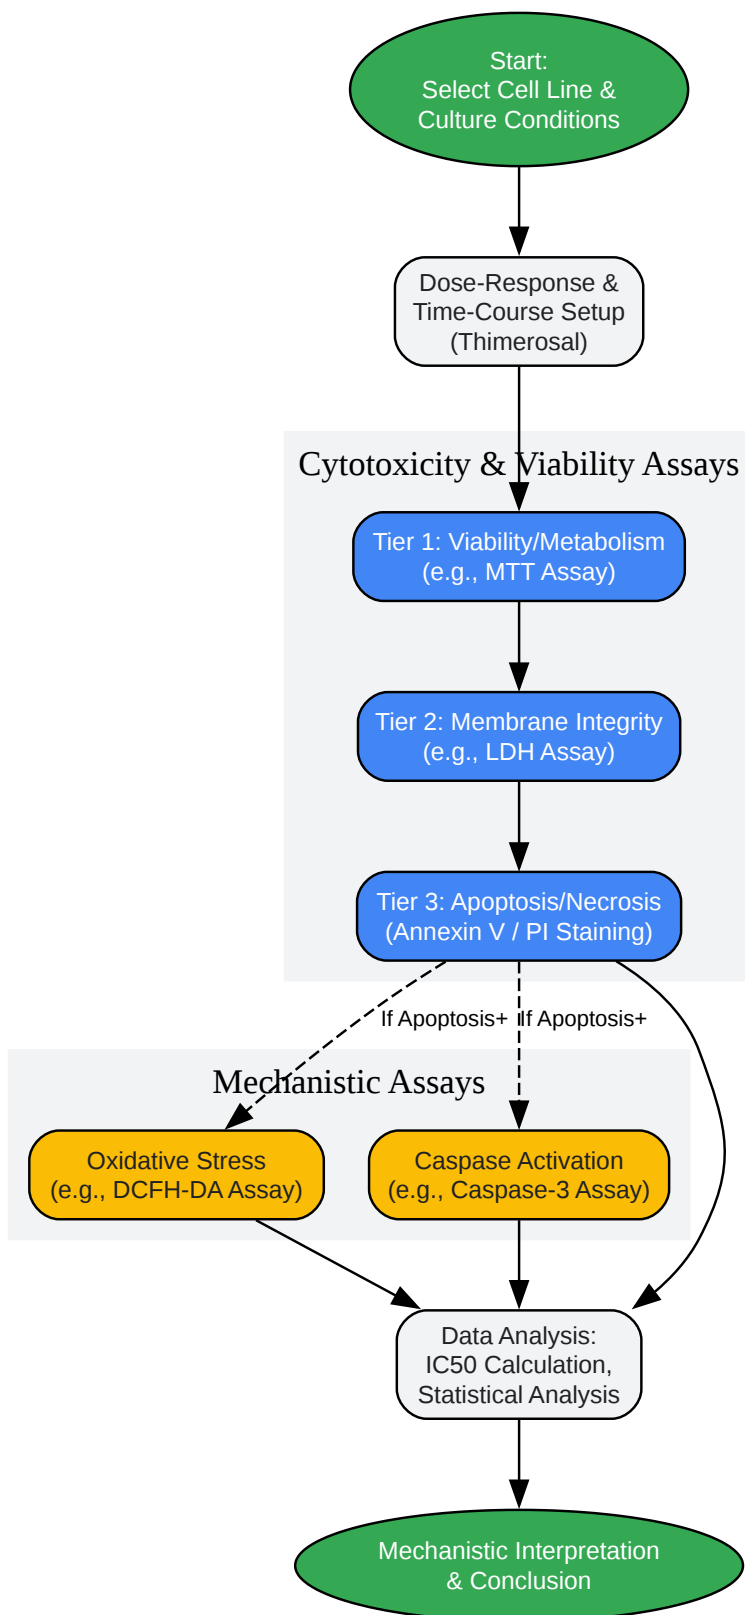 Start:
Select Cell Line &
Culture Conditions
Dose-Response &
Time-Course Setup
(Thimerosal)
Cytotoxicity & Viability Assays
Tier 1: Viability/Metabolism
(e.g., MTT Assay)
Tier 2: Membrane Integrity
(e.g., LDH Assay)
Tier 3: Apoptosis/Necrosis
(Annexin V / PI Staining)
If Apoptosis+
If Apoptosis+
Mechanistic Assays
Oxidative Stress
(e.g., DCFH-DA Assay)
Caspase Activation
(e.g., Caspase-3 Assay)
Data Analysis:
IC50 Calculation,
Statistical Analysis
Mechanistic Interpretation
& Conclusion